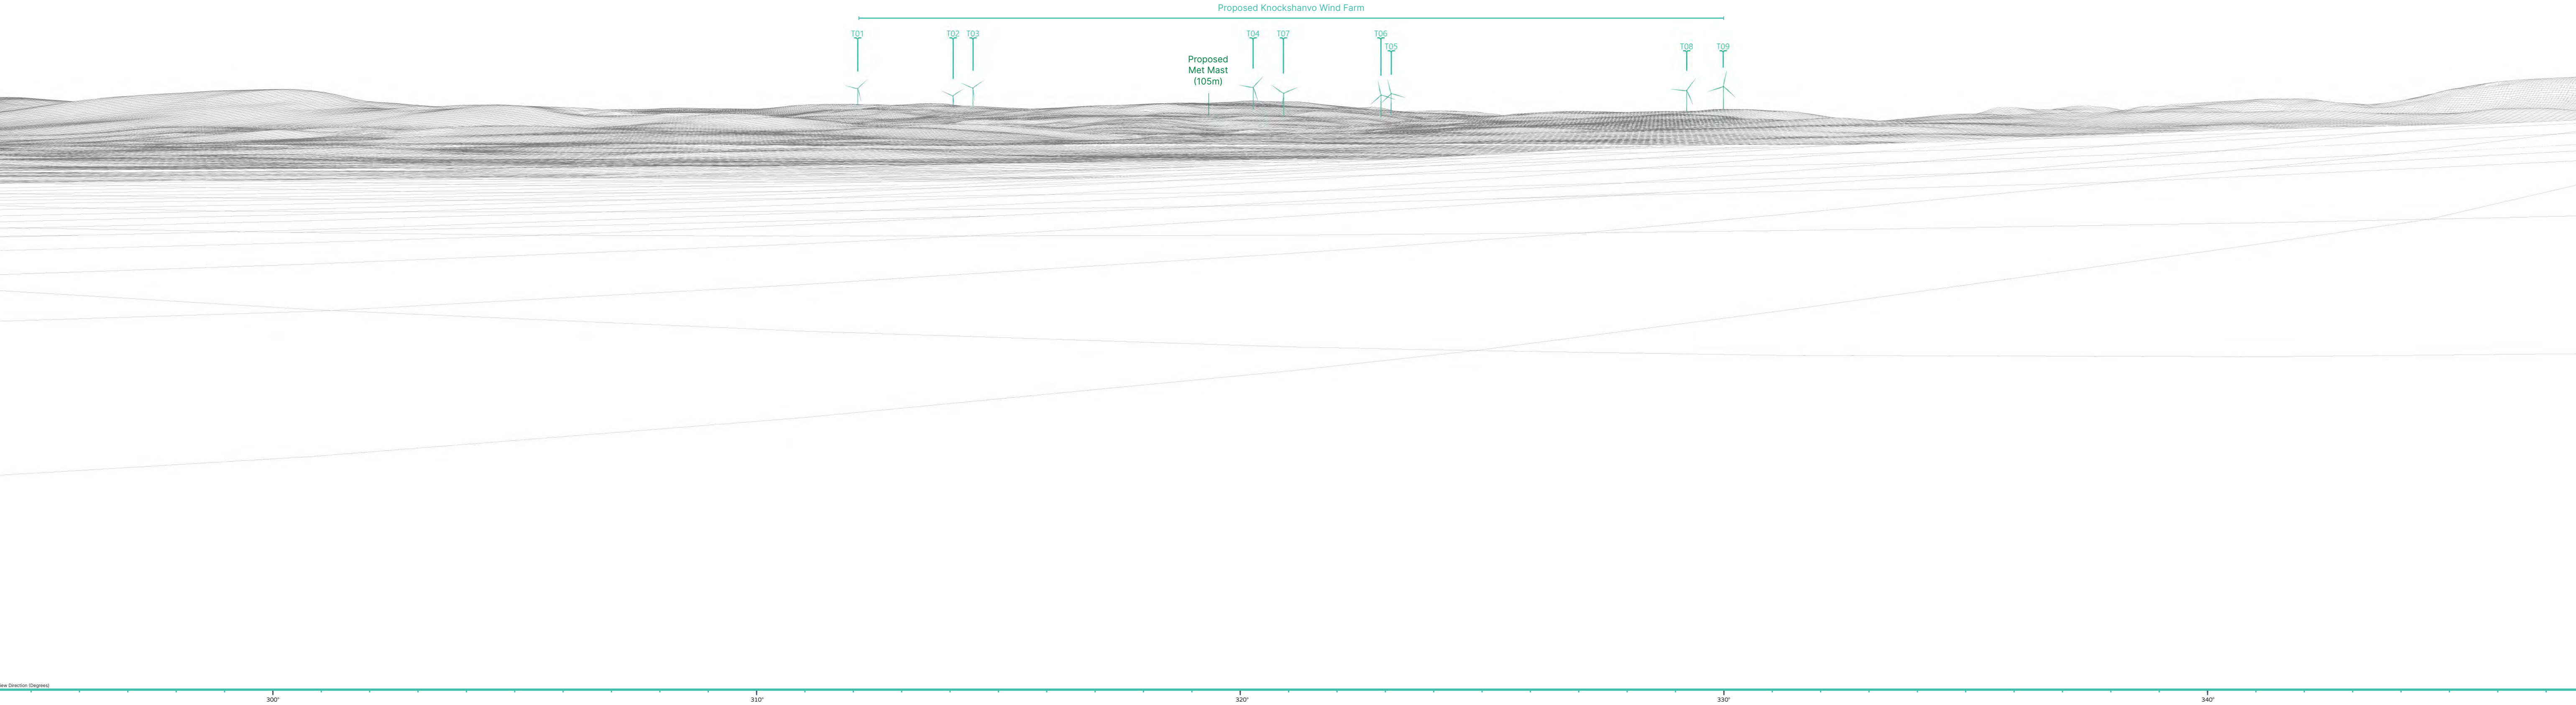 Proposed Knockshanvo Wind Farm
T01
T02
T03
T04
T07
T06
T05
T08
T09
Proposed
Met Mast
(105m)
iew Direction (Degrees)
300°
310°
320°
330°
340°